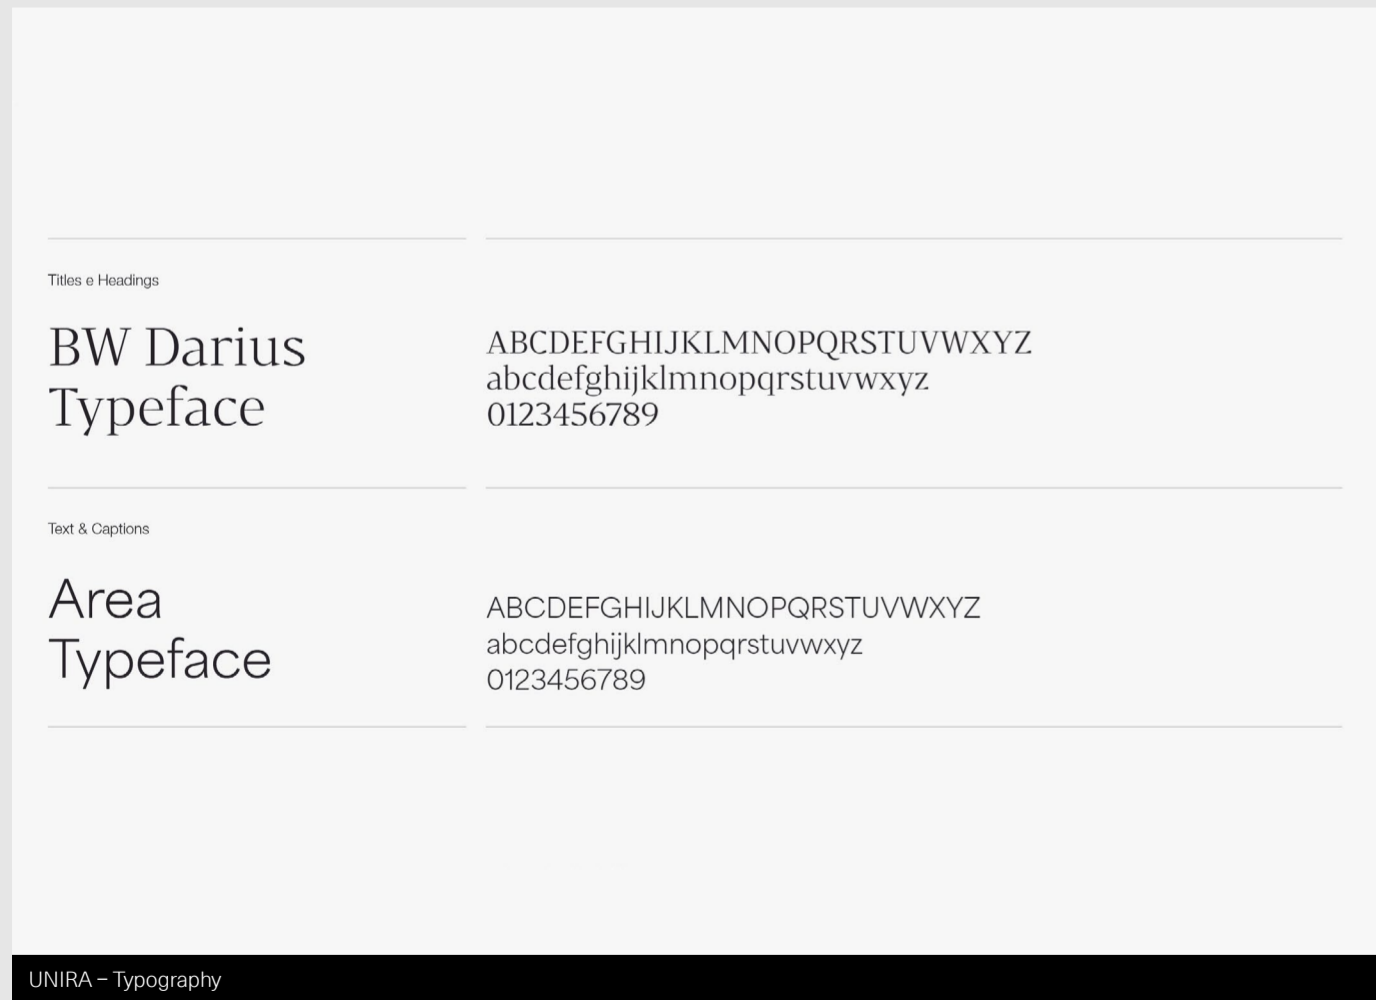 Titles e Headings
BW Darius
Typeface
ABCDEFGHIJKLMNOPQRSTUVWXYZ
abcdefghijklmnopqrstuvwxyz
0123456789
Text & Captions
Area
Typeface
ABCDEFGHIJKLMNOPQRSTUVWXYZ
abcdefghijklmnopqrstuvwxyz
0123456789
UNIRA – Typography